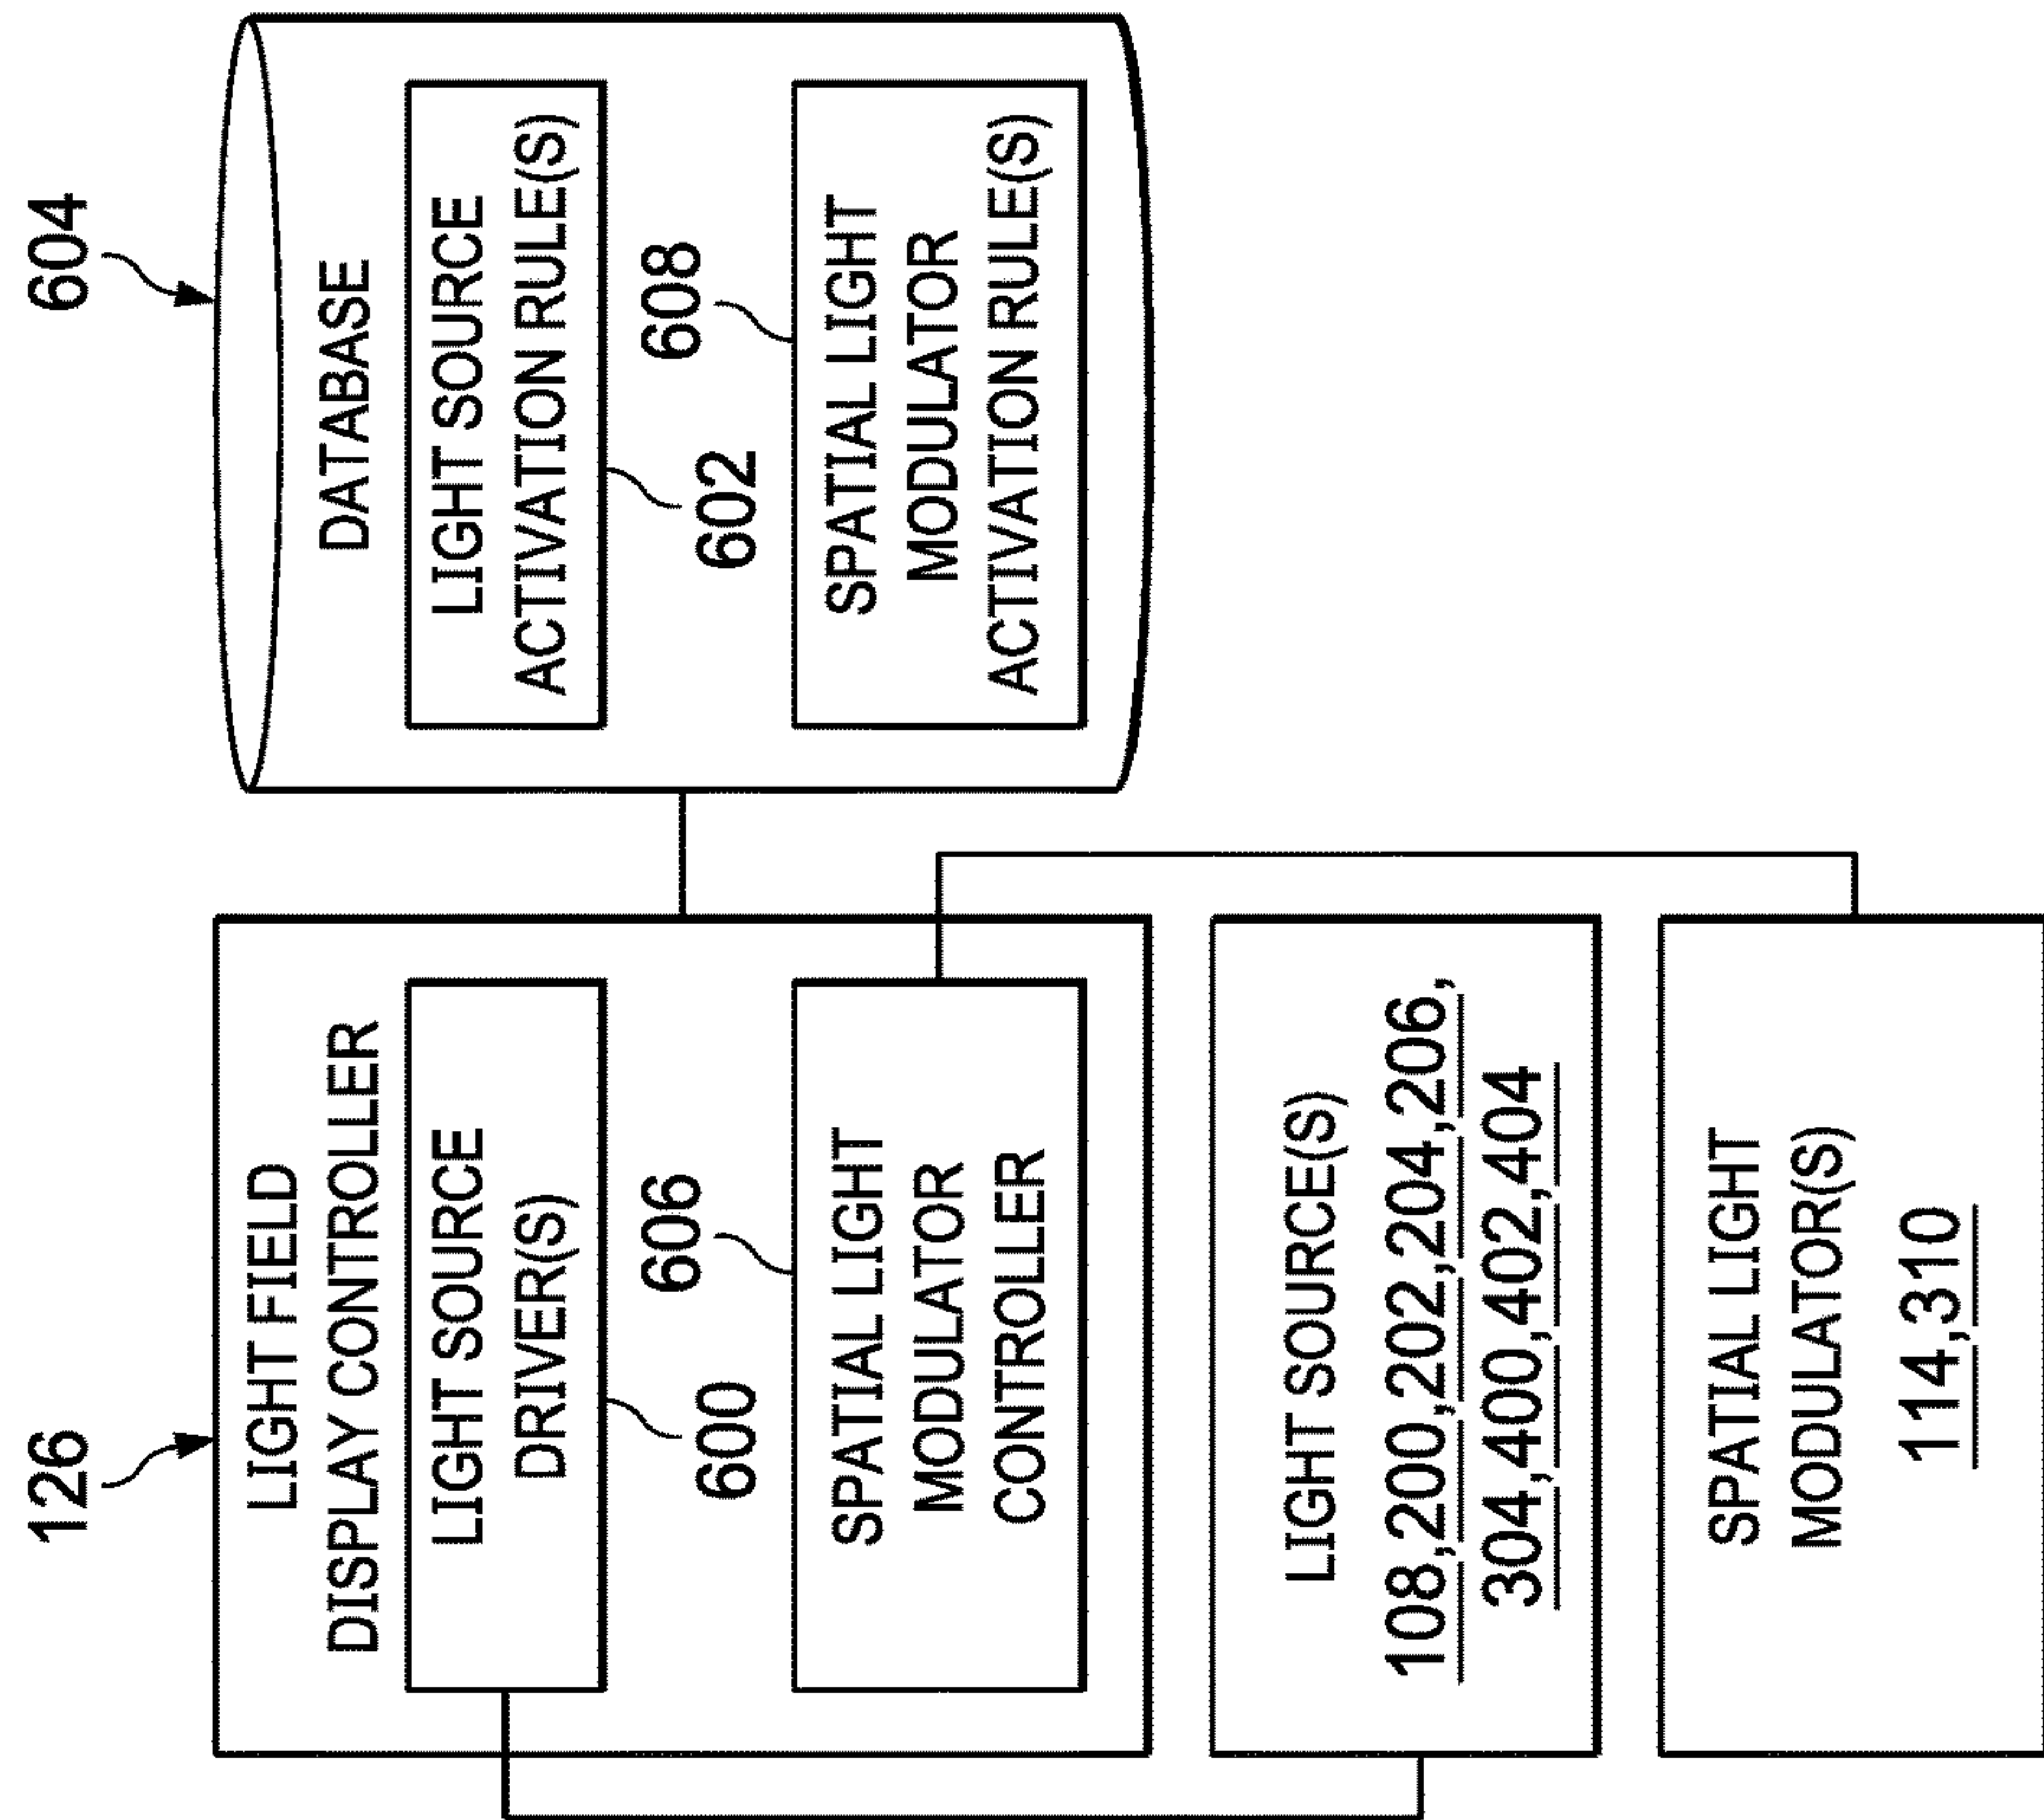 126
LIGHT FIELD
DISPLAY CONTROLLER
LIGHT SOURCE
DRIVER(S)
600
606
SPATIAL LIGHT
MODULATOR
CONTROLLER
604
DATABASE
LIGHT SOURCE
ACTIVATION RULE(S)
602
608
SPATIAL LIGHT
MODULATOR
ACTIVATION RULE(S)
LIGHT SOURCE(S)
108,200,202,204,206,
304,400,402,404
SPATIAL LIGHT
MODULATOR(S)
114,310